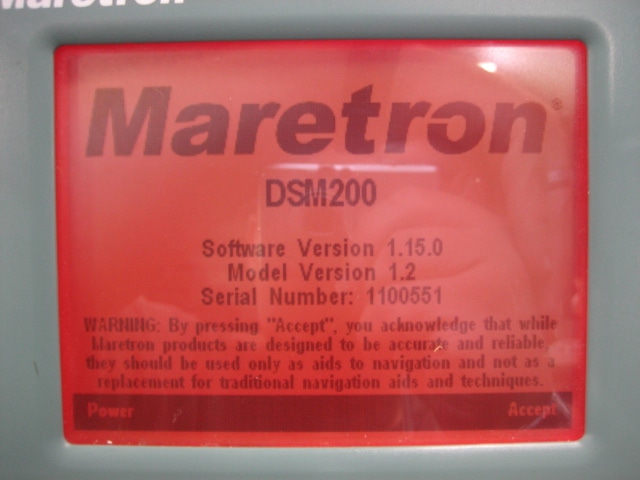 Maretron
Maretron®
DSM200
Software Version 1.15.0
Model Version 1.2
Serial Number: 1100551
WARNING: By pressing "Accept", you acknowledge that while
Maretron products are designed to be accurate and reliable,
they should be used only as aids to navigation and not as a
replacement for traditional navigation aids and techniques.
Power Accept